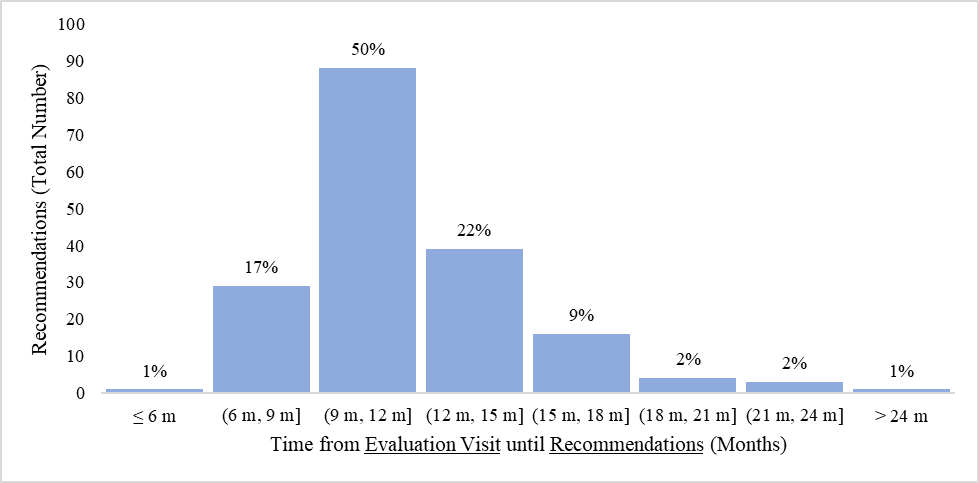 100
90
80
70
60
50
40
30
20
10
0
Recommendations (Total Number)
1%
17%
50%
22%
9%
2%
2%
1%
≤ 6 m
(6 m, 9 m]
(9 m, 12 m]
(12 m, 15 m]
(15 m, 18 m]
(18 m, 21 m]
(21 m, 24 m]
> 24 m
Time from Evaluation Visit until Recommendations (Months)